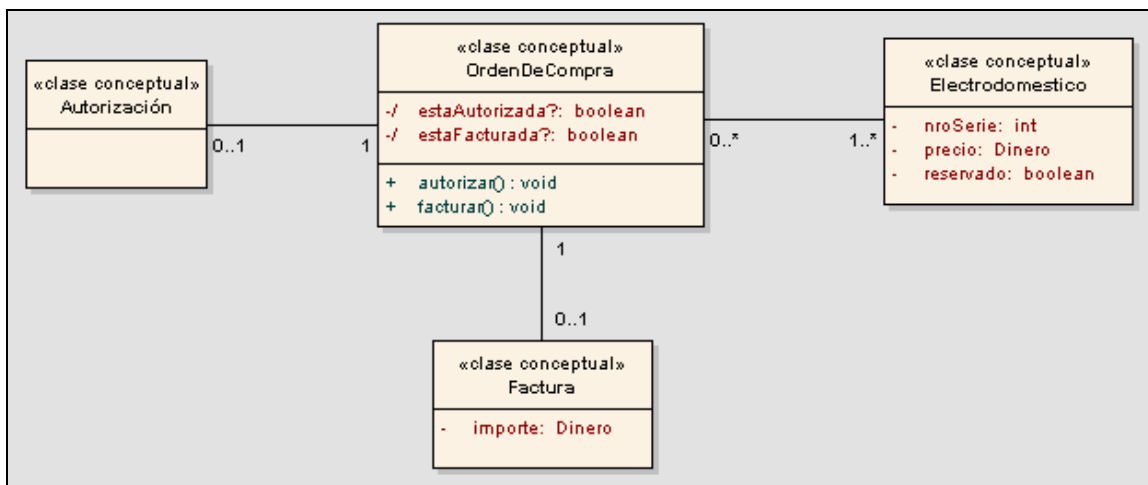 «clase conceptual»
Autorización
0..1
1
«clase conceptual»
OrdenDeCompra
-/ estaAutorizada?: boolean
-/ estaFacturada?: boolean
+ autorizar() : void
+ facturar() : void
0..*
1..*
«clase conceptual»
Electrodomestico
- nroSerie: int
- precio: Dinero
- reservado: boolean
1
0..1
«clase conceptual»
Factura
- importe: Dinero